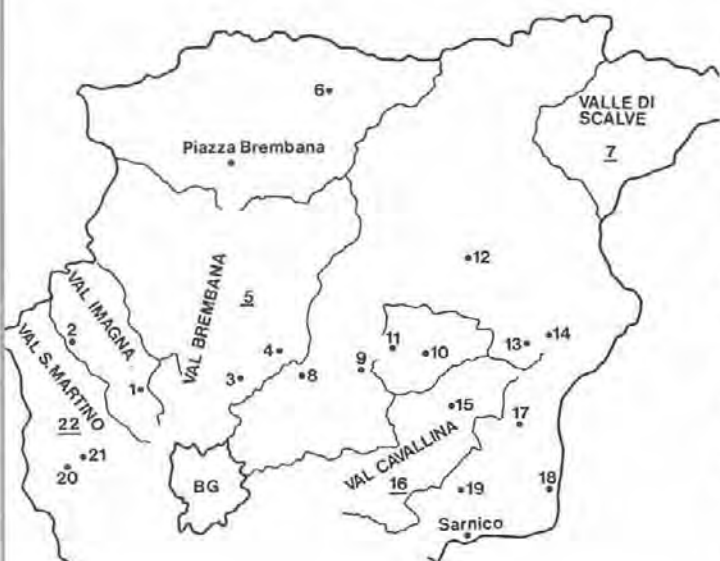 6
VALLE DI
SCALVE
7
Piazza Brembana
12
VAL IMAGNA
VAL BREMBANA
5
VAL S. MARTINO
2
4
11
10
13
14
1
3
8
9
15
17
22
21
20
BG
VAL CAVALLINA
16
19
18
Sarnico